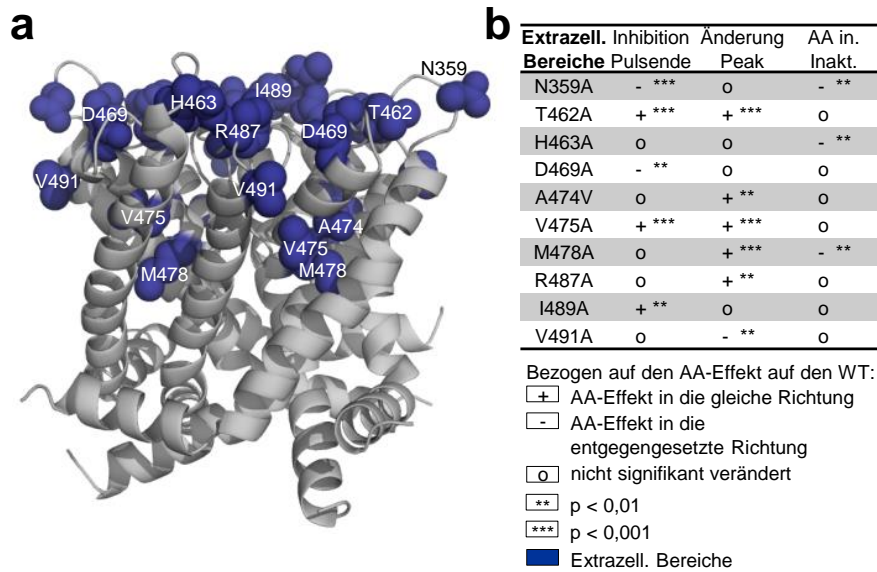 a
N359
I489
H463
D469
T462
R487
D469
V491
V491
V475
A474
V475
M478
M478
b
Extrazell. Inhibition Änderung AA in.
Bereiche Pulsende Peak Inakt.
N359A - *** o - **
T462A + *** + *** o
H463A o o - **
D469A - ** o o
A474V o + ** o
V475A + *** + *** o
M478A o + *** - **
R487A o + ** o
I489A + ** o o
V491A o - ** o
Bezogen auf den AA-Effekt auf den WT:
+ AA-Effekt in die gleiche Richtung
- AA-Effekt in die
entgegengesetzte Richtung
o nicht signifikant verändert
** p < 0,01
*** p < 0,001
Extrazell. Bereiche